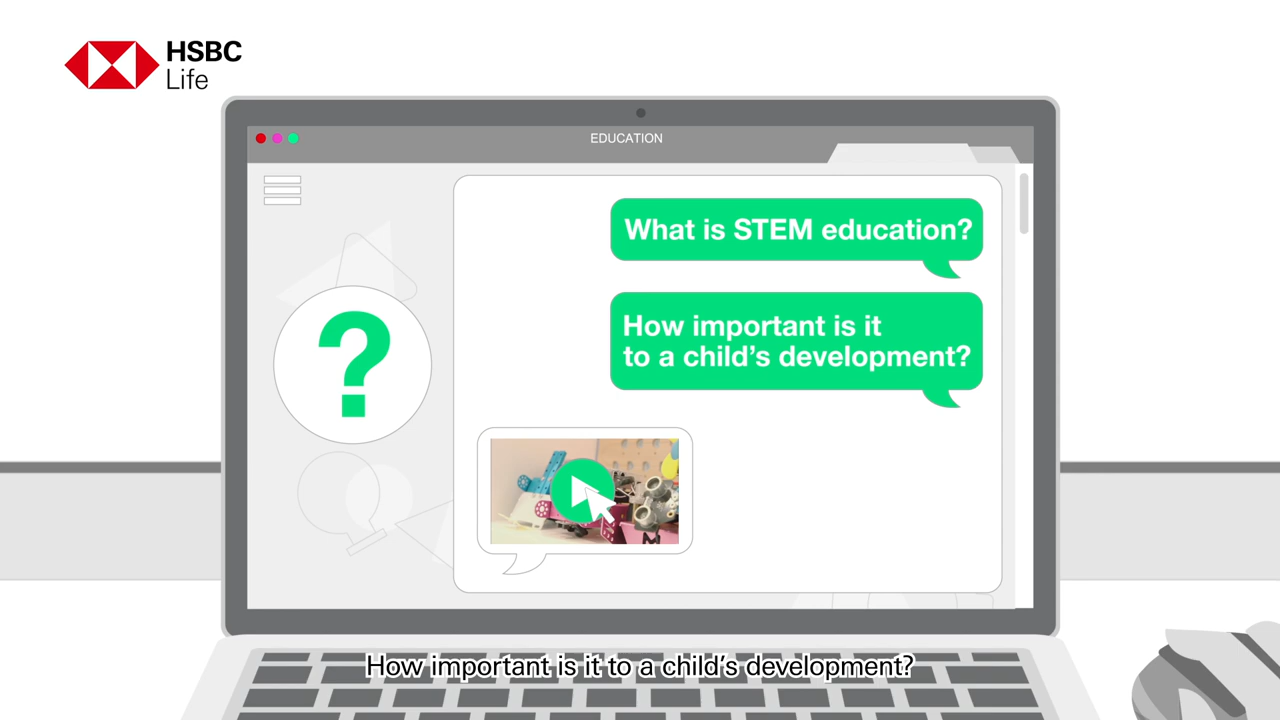 HSBC
Life
EDUCATION
What is STEM education?
How important is it
to a child's development?
How important is it to a child's development?